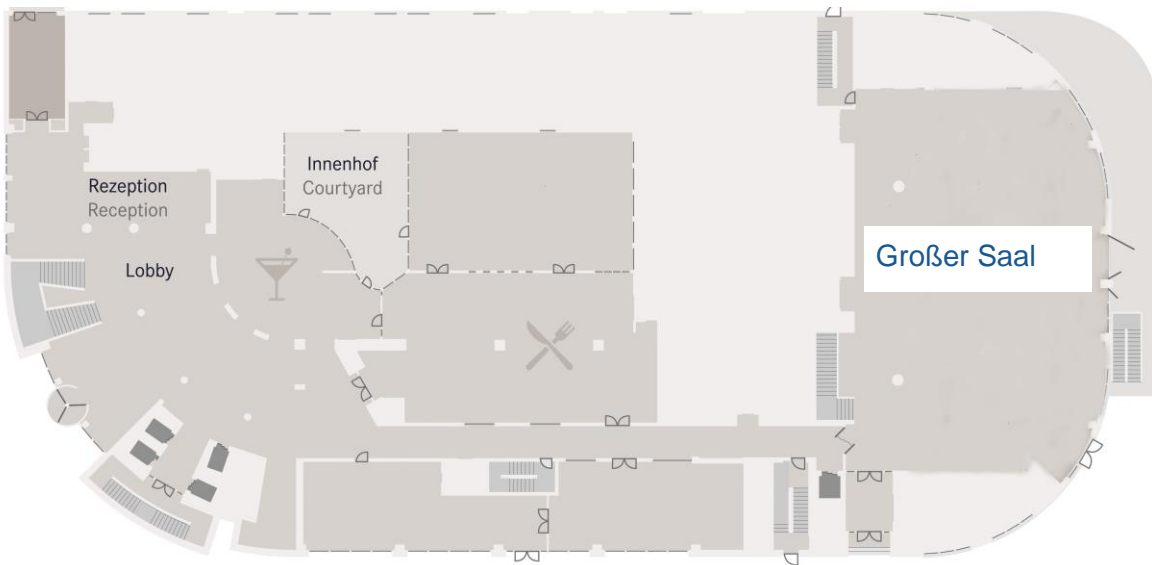 Innenhof
Courtyard
Rezeption
Reception
Lobby
Großer Saal